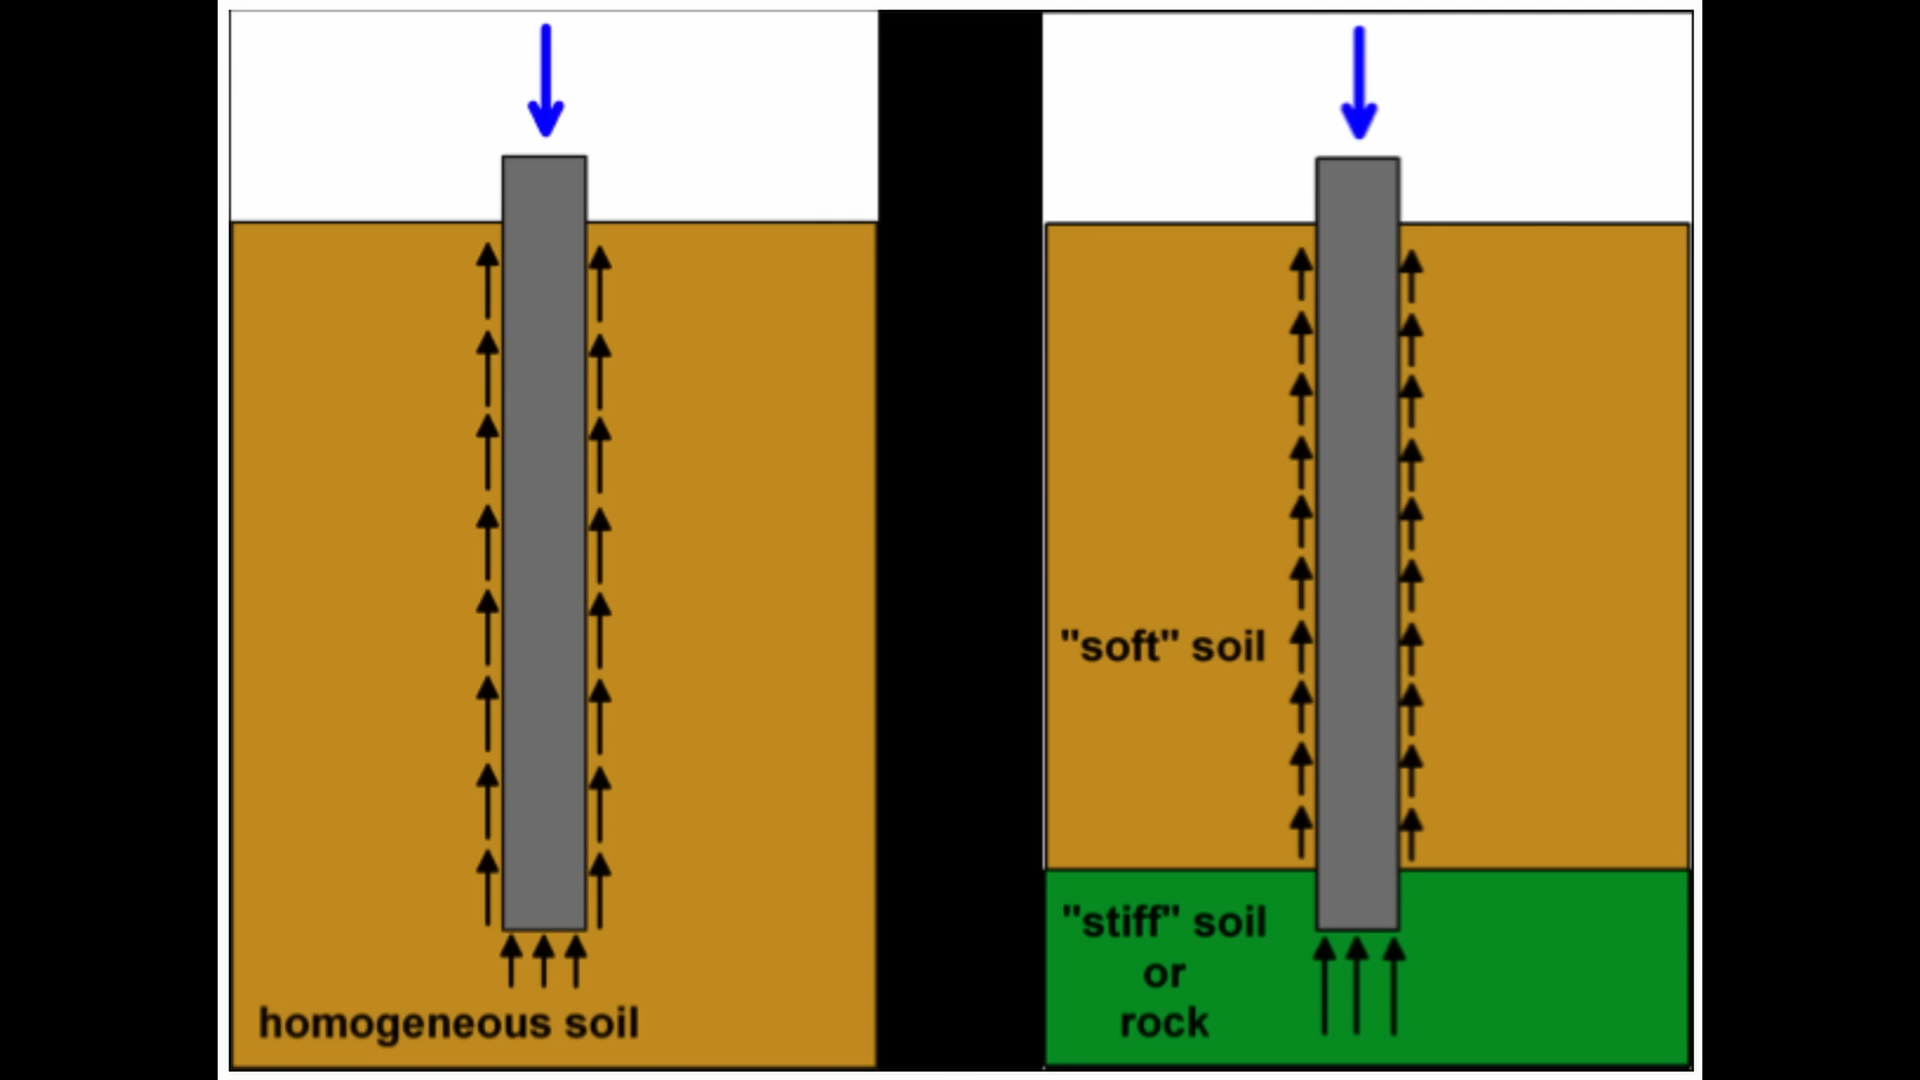 homogeneous soil
"soft" soil
"stiff" soil
or
rock